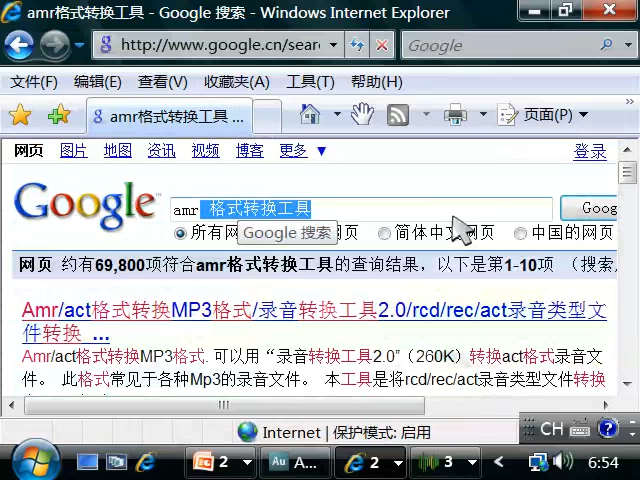 amr格式转换工具 - Google 搜索 - Windows Internet Explorer
http://www.google.cn/sear
Google
文件(F) 编辑(E) 查看(V) 收藏夹(A) 工具(T) 帮助(H)
amr格式转换工具 ...
页面(P)
网页 图片 地图 资讯 视频 博客 更多 ▼ 登录
Google
amr 格式转换工具
Goog
所有网 页 简体中文网页 中国的网页
Google 搜索
网页 约有69,800项符合amr格式转换工具的查询结果，以下是第1-10项 （搜索
Amr/act格式转换MP3格式/录音转换工具2.0/rcd/rec/act录音类型文
件转换 ...
Amr/act格式转换MP3格式. 可以用“录音转换工具2.0”（260K）转换act格式录音文
件。 此格式常见于各种Mp3的录音文件。 本工具是将rcd/rec/act录音类型文件转换
Internet | 保护模式: 启用
CH
2
A...
2
3
6:54